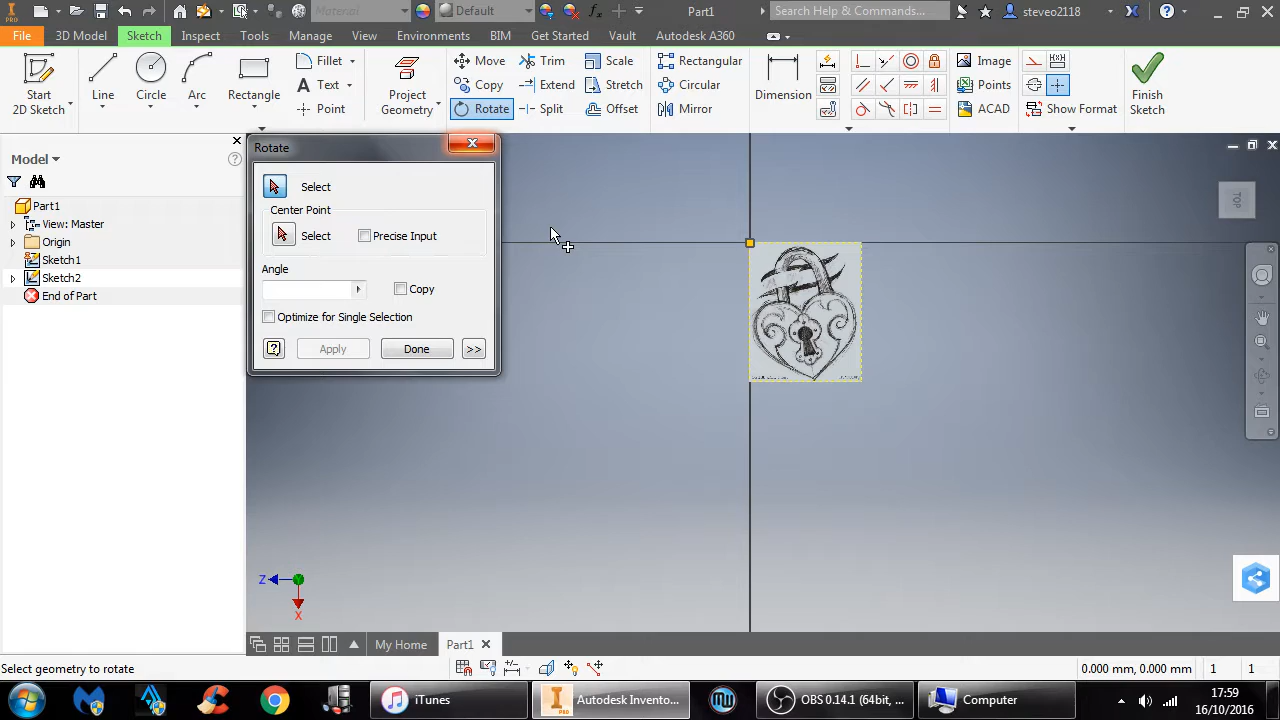 Material
Default
Part1
Search Help & Commands...
steveo2118
File
3D Model
Sketch
Inspect
Tools
Manage
View
Environments
BIM
Get Started
Vault
Autodesk A360
Start
2D Sketch
Line
Circle
Arc
Rectangle
Fillet
Text
Point
Project
Geometry
Move
Copy
Rotate
Trim
Extend
Split
Scale
Stretch
Offset
Rectangular
Circular
Mirror
Dimension
Image
Points
ACAD
Show Format
Finish
Sketch
Model
Part1
View: Master
Origin
Sketch1
Sketch2
End of Part
Rotate
Select
Center Point
Select
Precise Input
Angle
Copy
Optimize for Single Selection
Apply
Done
>>
TOP
Z
X
My Home
Part1
Select geometry to rotate
0.000 mm, 0.000 mm
1
1
iTunes
Autodesk Invento...
OBS 0.14.1 (64bit, ...
Computer
17:59
16/10/2016